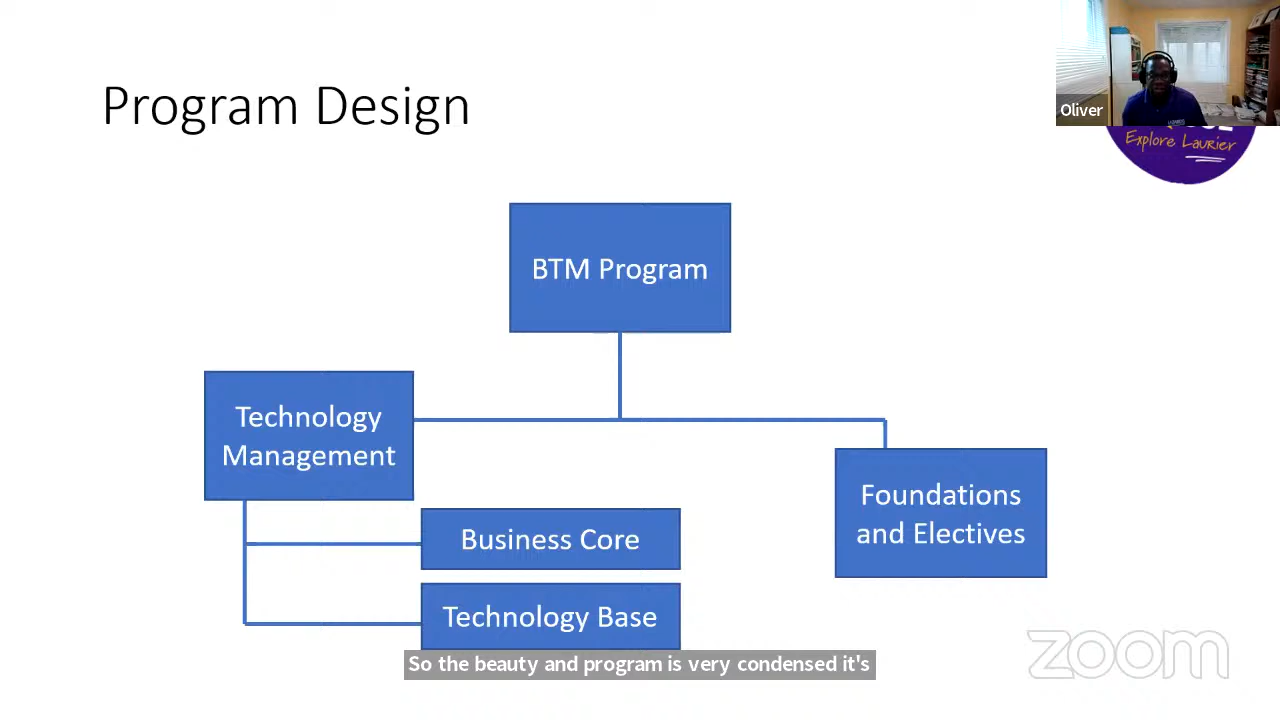 Program Design
Oliver
Explore Laurier
BTM Program
Technology
Management
Foundations
and Electives
Business Core
Technology Base
So the beauty and program is very condensed it's
zoom